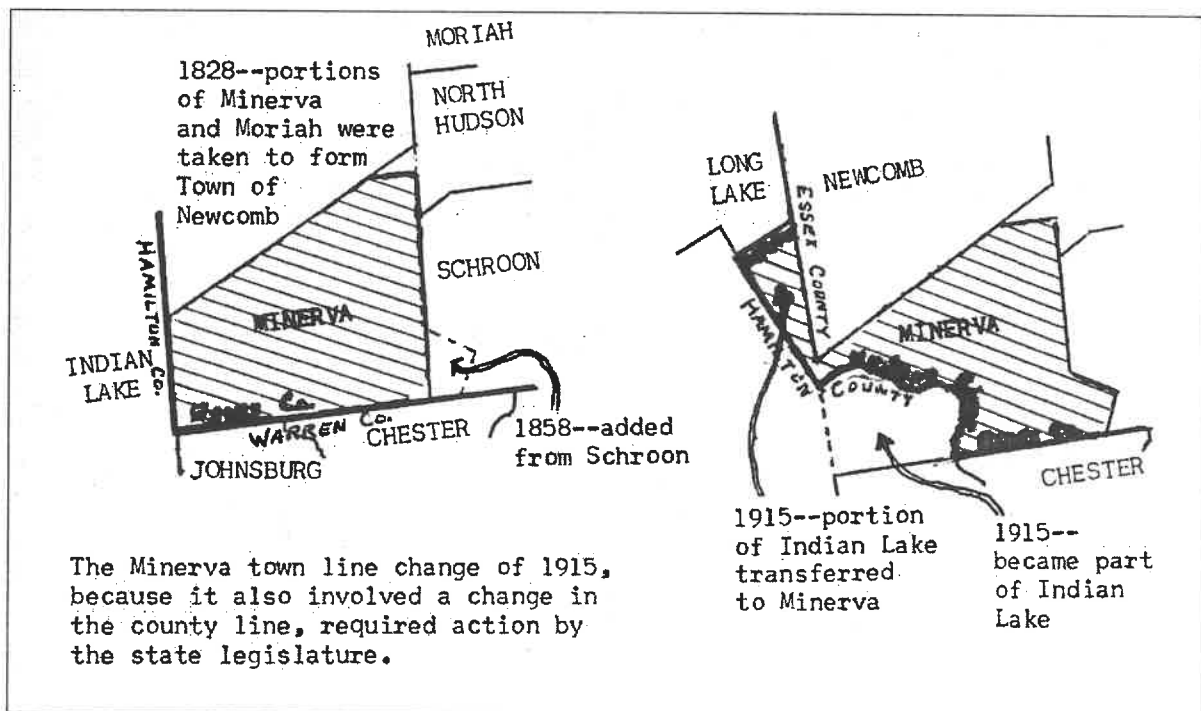 MORIAH
1828--portions
of Minerva
and Moriah were
taken to form
Town of
Newcomb
NORTH
HUDSON
HAMILTON CO.
SCHROON
MINERVA
INDIAN
LAKE
ESSEX CO.
WARREN CO.
CHESTER
JOHNSBURG
1858--added
from Schroon
LONG
LAKE
NEWCOMB
ESSEX COUNTY
MINERVA
HAMILTON COUNTY
CHESTER
1915--portion
of Indian Lake
transferred
to Minerva
1915--
became part
of Indian
Lake
The Minerva town line change of 1915,
because it also involved a change in
the county line, required action by
the state legislature.